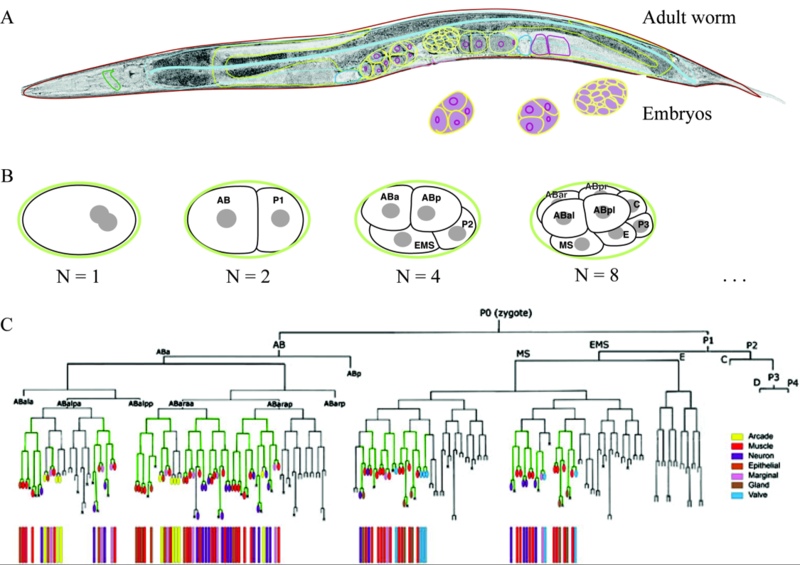 A
Adult worm
Embryos
B
AB
P1
ABa
ABp
P2
EMS
ABar
ABpr
ABal
ABpl
C
P3
MS
E
N = 1
N = 2
N = 4
N = 8
. . .
C
P0 (zygote)
AB
P1
ABa
ABp
EMS
P2
MS
E
C
P3
D
P4
ABala
ABalpa
ABalpp
ABaraa
ABarap
ABarp
Arcade
Muscle
Neuron
Epithelial
Marginal
Gland
Valve